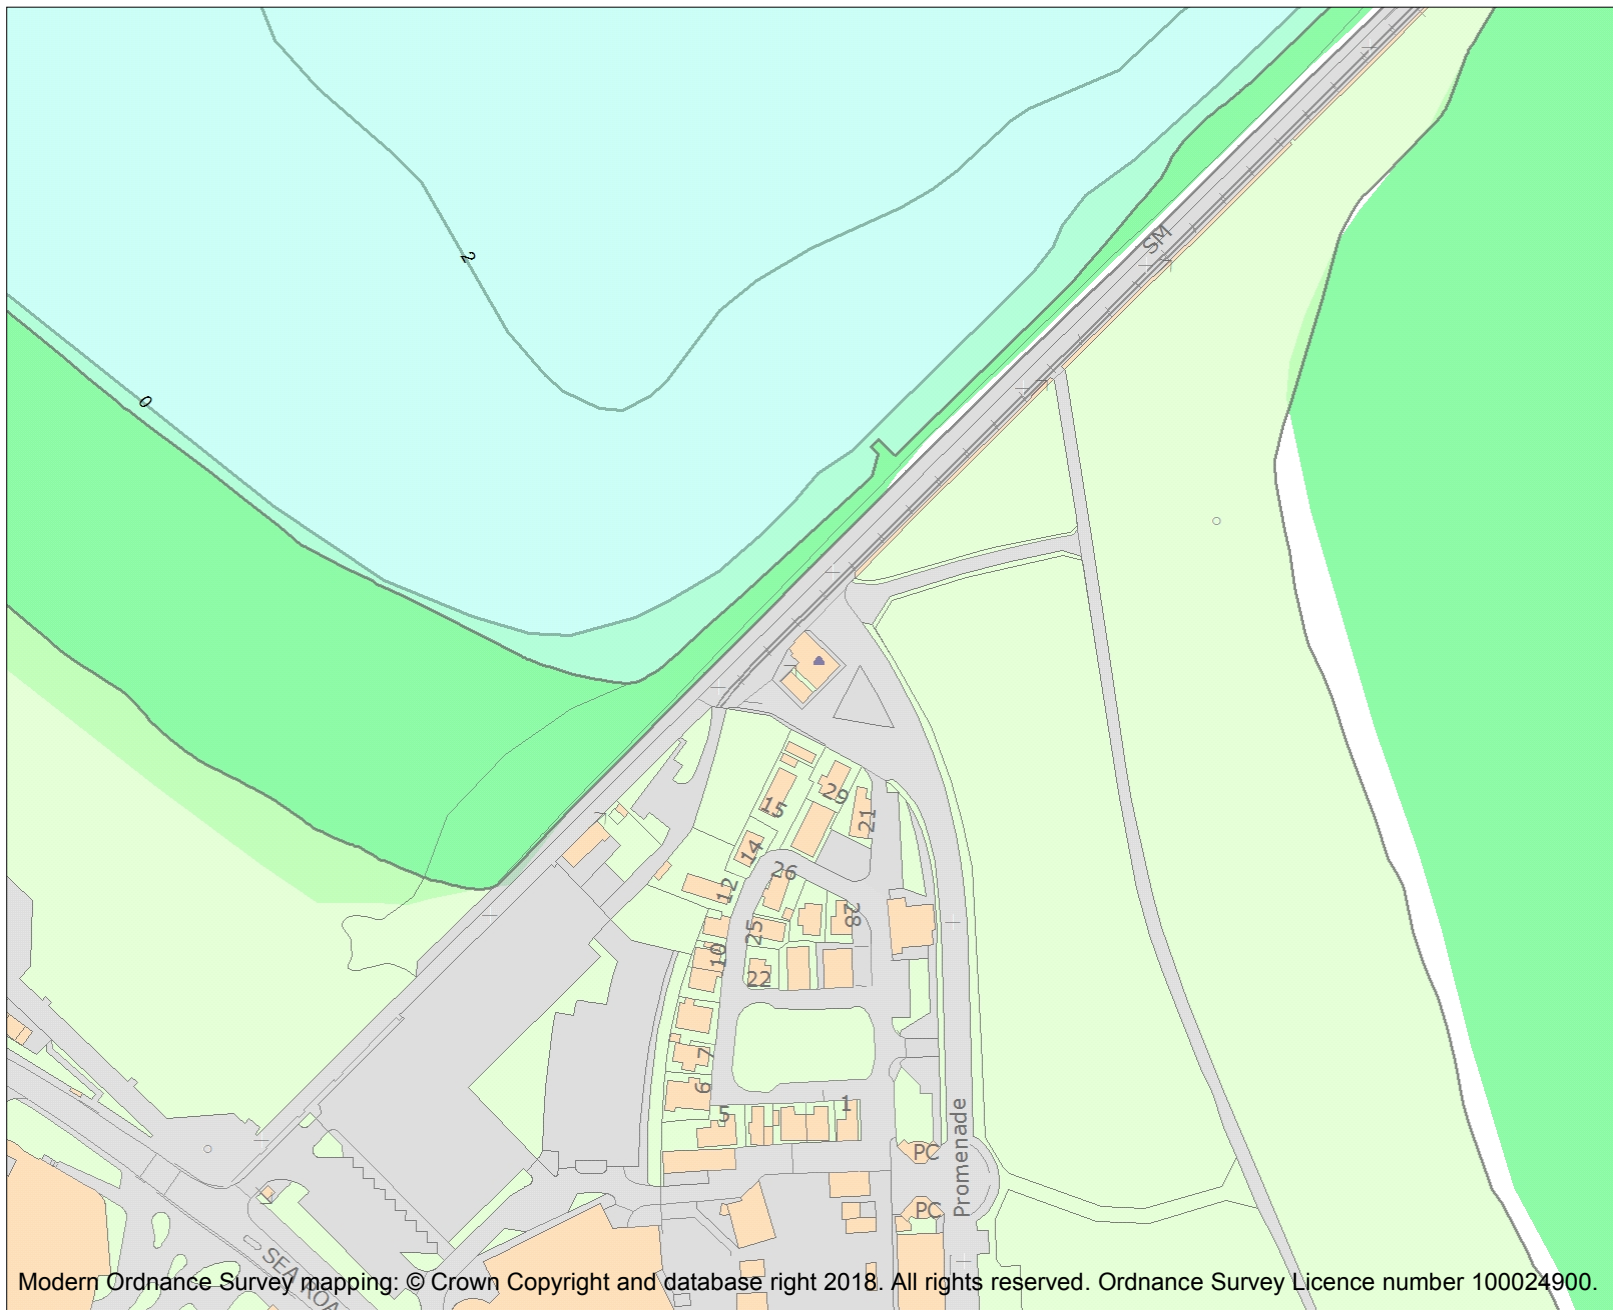 SM
2
0
15
29
21
14
26
12
28
25
10
22
7
6
5
1
PC
PC
Promenade
SEA ROA
Modern Ordnance Survey mapping: © Crown Copyright and database right 2018. All rights reserved. Ordnance Survey Licence number 100024900.